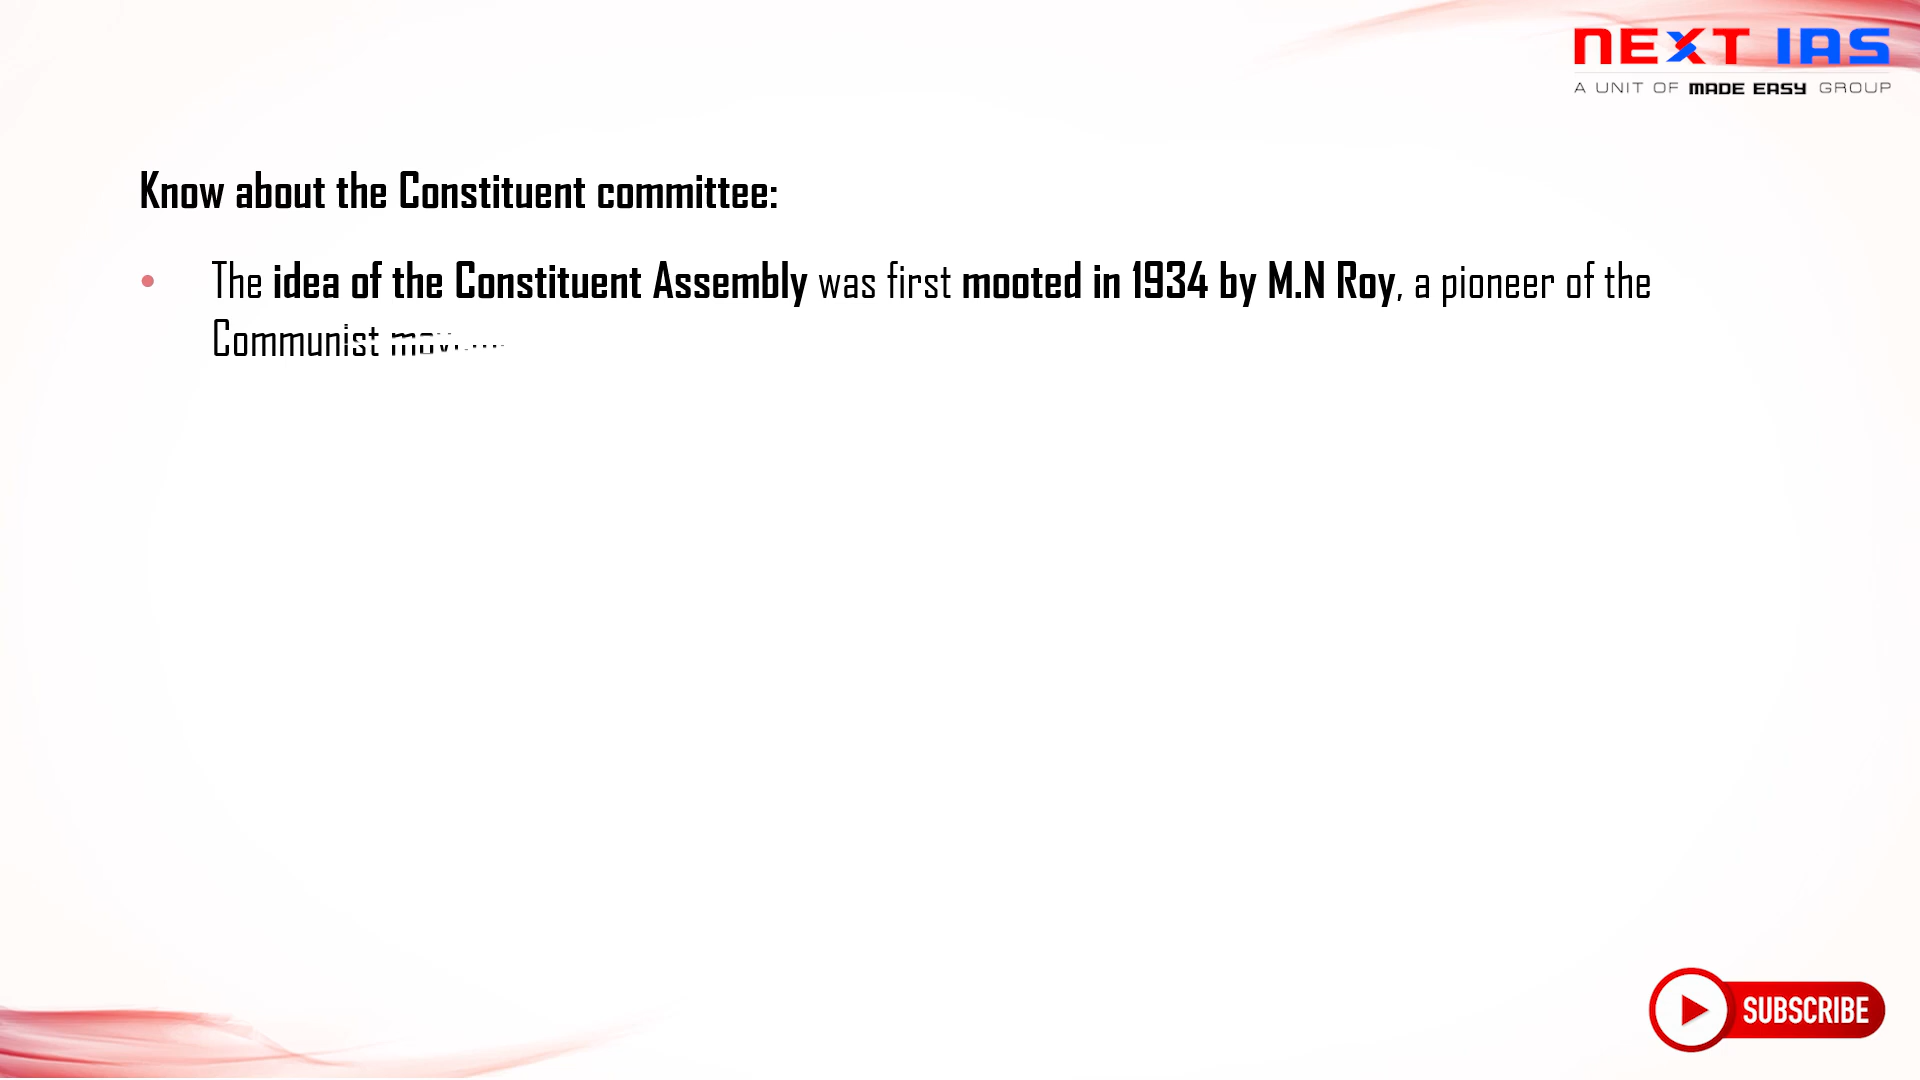 NEXT IAS
A UNIT OF MADE EASY GROUP
Know about the Constituent committee:
• The idea of the Constituent Assembly was first mooted in 1934 by M.N Roy, a pioneer of the
Communist
SUBSCRIBE